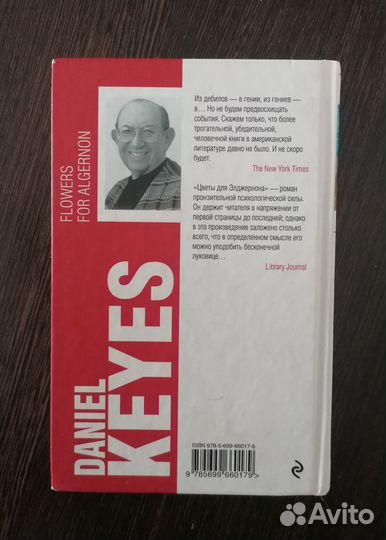 FLOWERS
FOR ALGERNON
DANIEL
KEYES
Из дебилов — в гении, из гениев —
в... Но не будем предвосхищать
события. Скажем только, что более
трогательной, убедительной,
человечной книги в американской
литературе давно не было. И не скоро
будет.
The New York Times
«Цветы для Элджернона» — роман
пронзительной психологической силы.
Он держит читателя в напряжении от
первой страницы до последней; однако
в это произведение заложено столько
всего, что в определенном смысле его
можно уподобить бесконечной
луковице...
Library Journal
ISBN 978-5-699-66017-9
9 785699 660179 >
Avito